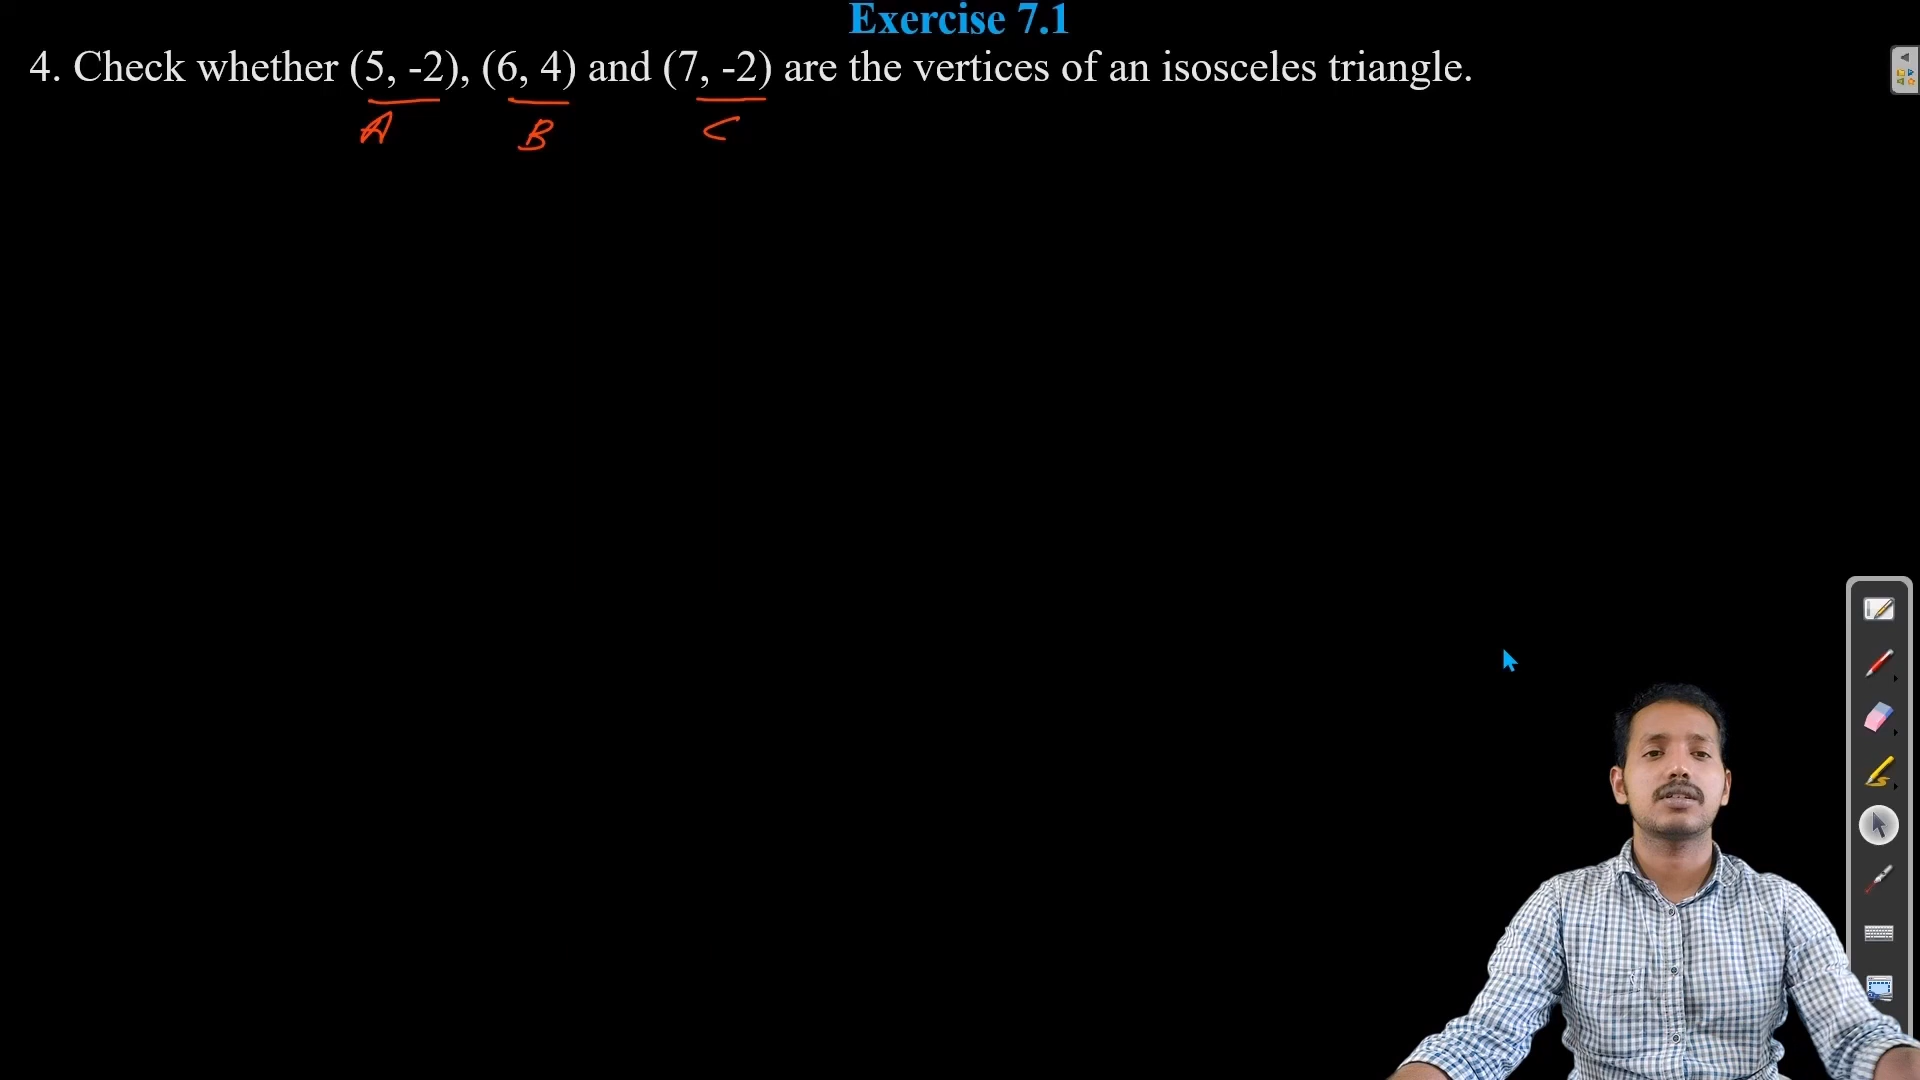 Exercise 7.1
4. Check whether (5, -2), (6, 4) and (7, -2) are the vertices of an isosceles triangle.
A B C